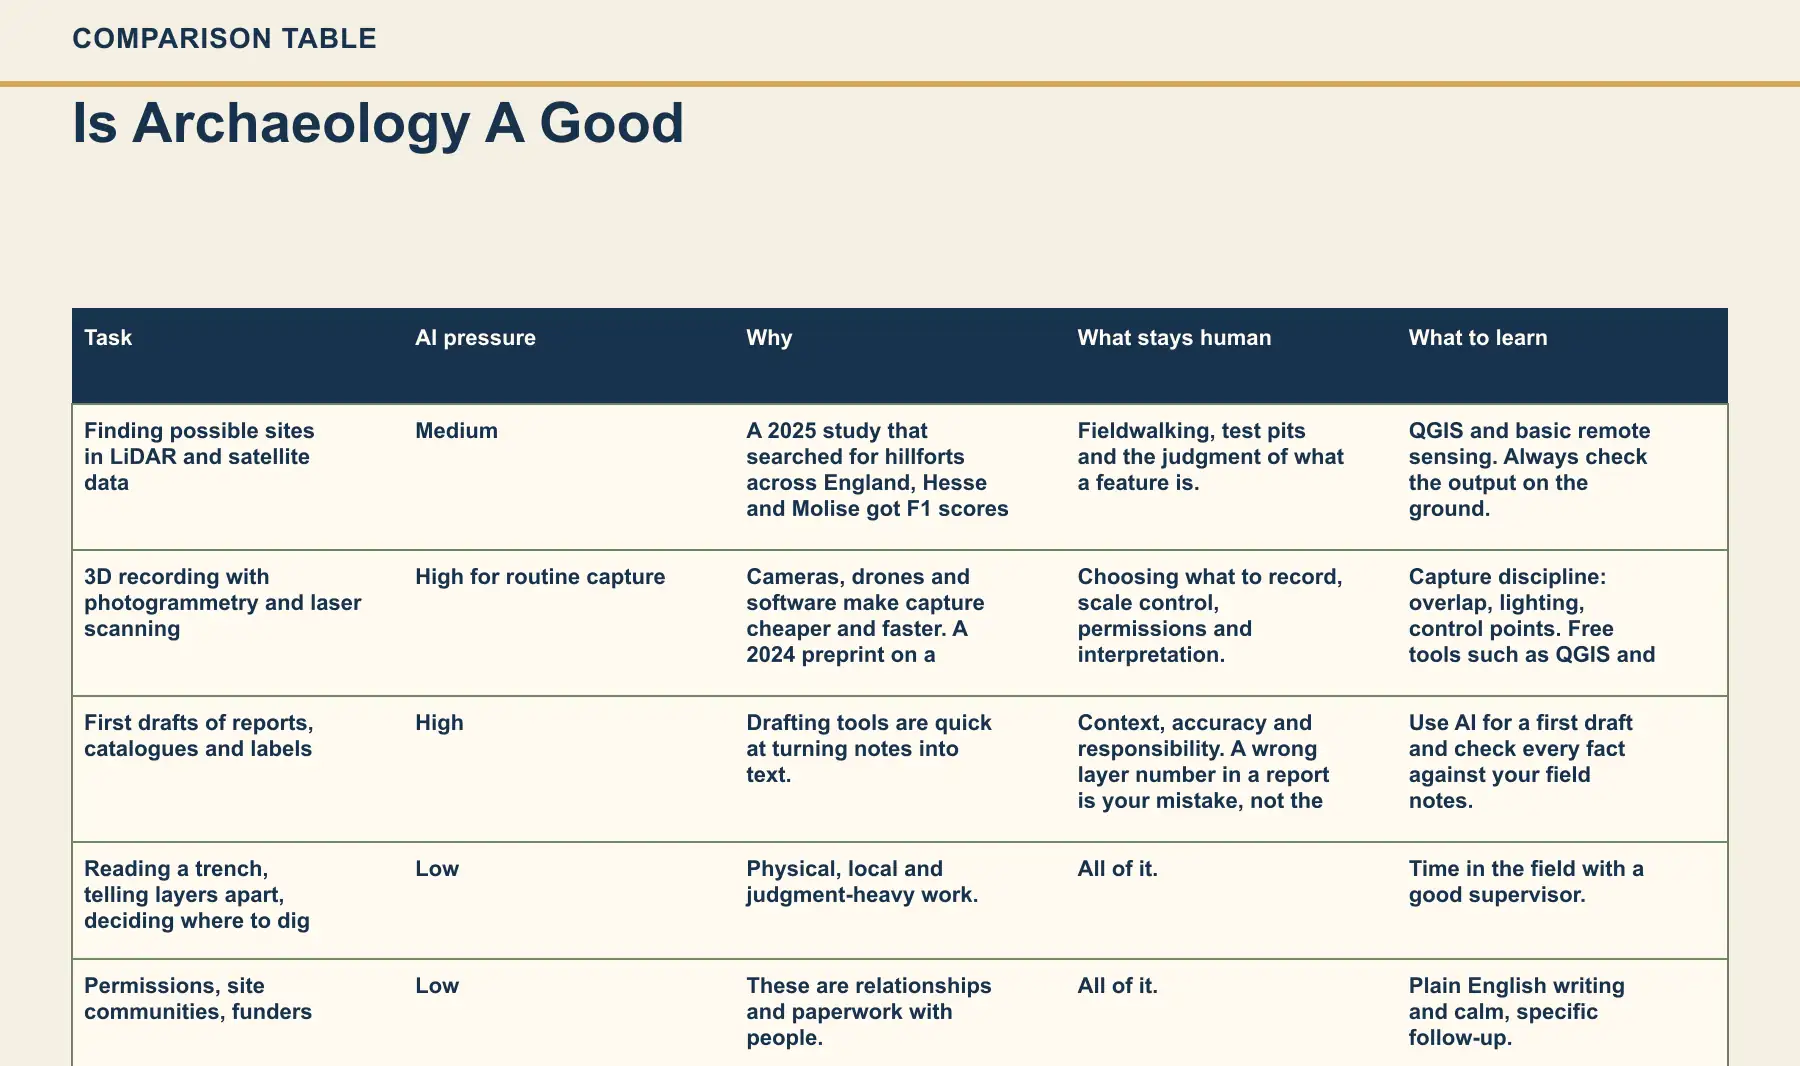 COMPARISON TABLE
Is Archaeology A Good
Task
AI pressure
Why
What stays human
What to learn
Finding possible sites
in LiDAR and satellite
data
Medium
A 2025 study that
searched for hillforts
across England, Hesse
and Molise got F1 scores
Fieldwalking, test pits
and the judgment of what
a feature is.
QGIS and basic remote
sensing. Always check
the output on the
ground.
3D recording with
photogrammetry and laser
scanning
High for routine capture
Cameras, drones and
software make capture
cheaper and faster. A
2024 preprint on a
Choosing what to record,
scale control,
permissions and
interpretation.
Capture discipline:
overlap, lighting,
control points. Free
tools such as QGIS and
First drafts of reports,
catalogues and labels
High
Drafting tools are quick
at turning notes into
text.
Context, accuracy and
responsibility. A wrong
layer number in a report
is your mistake, not the
Use AI for a first draft
and check every fact
against your field
notes.
Reading a trench,
telling layers apart,
deciding where to dig
Low
Physical, local and
judgment-heavy work.
All of it.
Time in the field with a
good supervisor.
Permissions, site
communities, funders
Low
These are relationships
and paperwork with
people.
All of it.
Plain English writing
and calm, specific
follow-up.